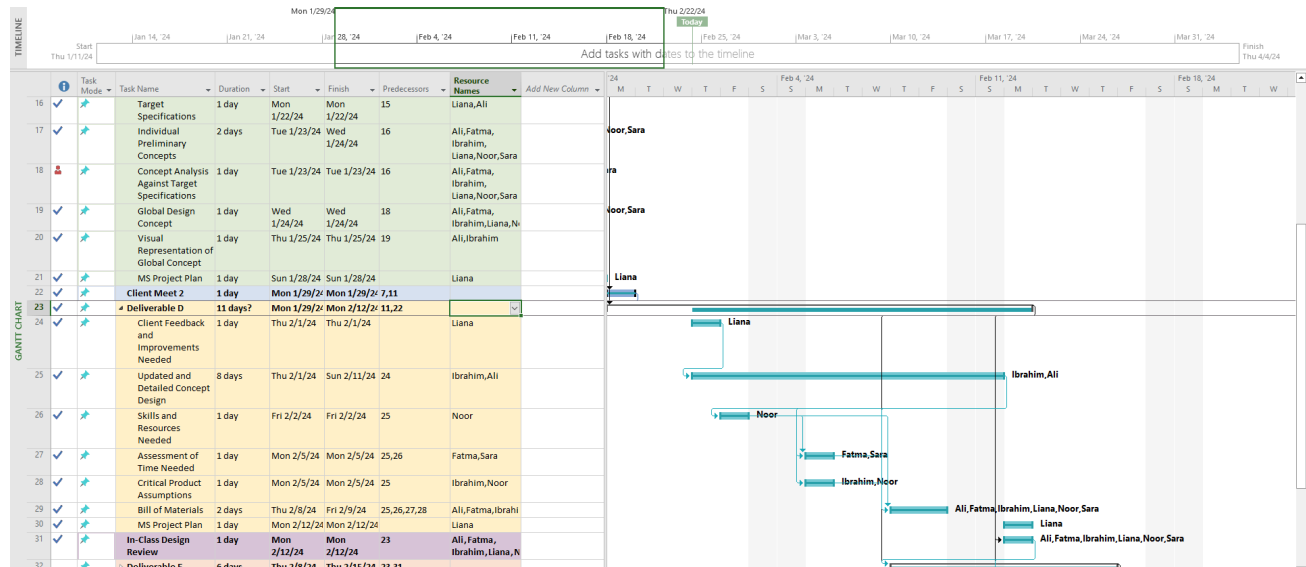 Mon 1/29/24
Thu 2/22/24
Today
TIMELINE
Jan 14, '24
Jan 21, '24
Jan 28, '24
Feb 4, '24
Feb 11, '24
Feb 18, '24
Feb 25, '24
Mar 3, '24
Mar 10, '24
Mar 17, '24
Mar 24, '24
Mar 31, '24
Start
Thu 1/11/24
Add tasks with dates to the timeline
Finish
Thu 4/4/24
Task Mode
Task Name
Duration
Start
Finish
Predecessors
Resource Names
Add New Column
'24
Feb 4, '24
Feb 11, '24
Feb 18, '24
M T W T F S S M T W T F S S M T W T F S S M T W
GANTT CHART
16 Target Specifications 1 day Mon 1/22/24 Mon 1/22/24 15 Liana,Ali
17 Individual Preliminary Concepts 2 days Tue 1/23/24 Wed 1/24/24 16 Ali,Fatma, Ibrahim, Liana,Noor,Sara
Noor,Sara
18 Concept Analysis Against Target Specifications 1 day Tue 1/23/24 Tue 1/23/24 16 Ali,Fatma, Ibrahim, Liana,Noor,Sara
ra
19 Global Design Concept 1 day Wed 1/24/24 Wed 1/24/24 18 Ali,Fatma, Ibrahim,Liana,N
Noor,Sara
20 Visual Representation of Global Concept 1 day Thu 1/25/24 Thu 1/25/24 19 Ali,Ibrahim
21 MS Project Plan 1 day Sun 1/28/24 Sun 1/28/24 Liana
Liana
22 Client Meet 2 1 day Mon 1/29/24 Mon 1/29/24 7,11
23 Deliverable D 11 days? Mon 1/29/24 Mon 2/12/24 11,22
24 Client Feedback and Improvements Needed 1 day Thu 2/1/24 Thu 2/1/24 Liana
Liana
25 Updated and Detailed Concept Design 8 days Thu 2/1/24 Sun 2/11/24 24 Ibrahim,Ali
Ibrahim,Ali
26 Skills and Resources Needed 1 day Fri 2/2/24 Fri 2/2/24 25 Noor
Noor
27 Assessment of Time Needed 1 day Mon 2/5/24 Mon 2/5/24 25,26 Fatma,Sara
Fatma,Sara
28 Critical Product Assumptions 1 day Mon 2/5/24 Mon 2/5/24 25 Ibrahim,Noor
Ibrahim,Noor
29 Bill of Materials 2 days Thu 2/8/24 Fri 2/9/24 25,26,27,28 Ali,Fatma,Ibrahi
Ali,Fatma,Ibrahim,Liana,Noor,Sara
30 MS Project Plan 1 day Mon 2/12/24 Mon 2/12/24 Liana
Liana
31 In-Class Design Review 1 day Mon 2/12/24 Mon 2/12/24 23 Ali,Fatma, Ibrahim,Liana,N
Ali,Fatma,Ibrahim,Liana,Noor,Sara
32 Deliverable 6 days Thu 2/8/24 Thu 2/15/24 23,31